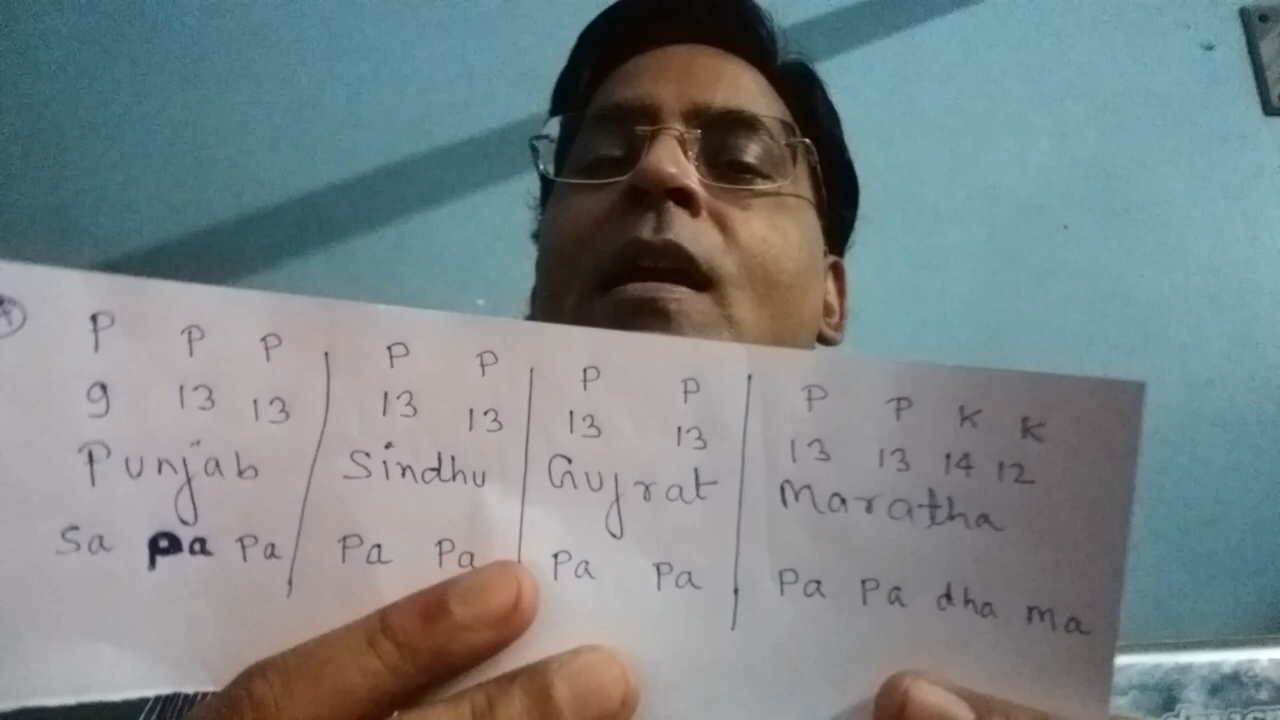 P P P / P P | P P | P P K K
9 13 13 13 13 13 13 13 13 14 12
Punjab Sindhu Gujrat Maratha
Sa Pa Pa Pa Pa Pa Pa Pa Pa dha ma